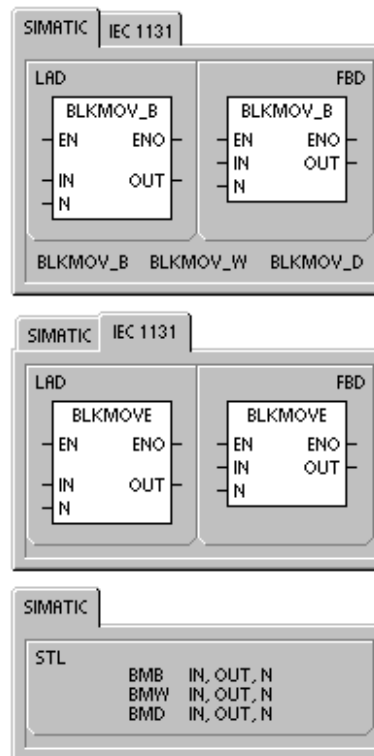 SIMATIC IEC 1131
LAD FBD
BLKMOV_B BLKMOV_B
EN ENO EN ENO
IN OUT
IN OUT
N
N
BLKMOV_B BLKMOV_W BLKMOV_D
SIMATIC IEC 1131
LAD FBD
BLKMOVE BLKMOVE
EN ENO EN ENO
IN OUT
IN OUT
N
N
SIMATIC
STL
BMB IN, OUT, N
BMW IN, OUT, N
BMD IN, OUT, N